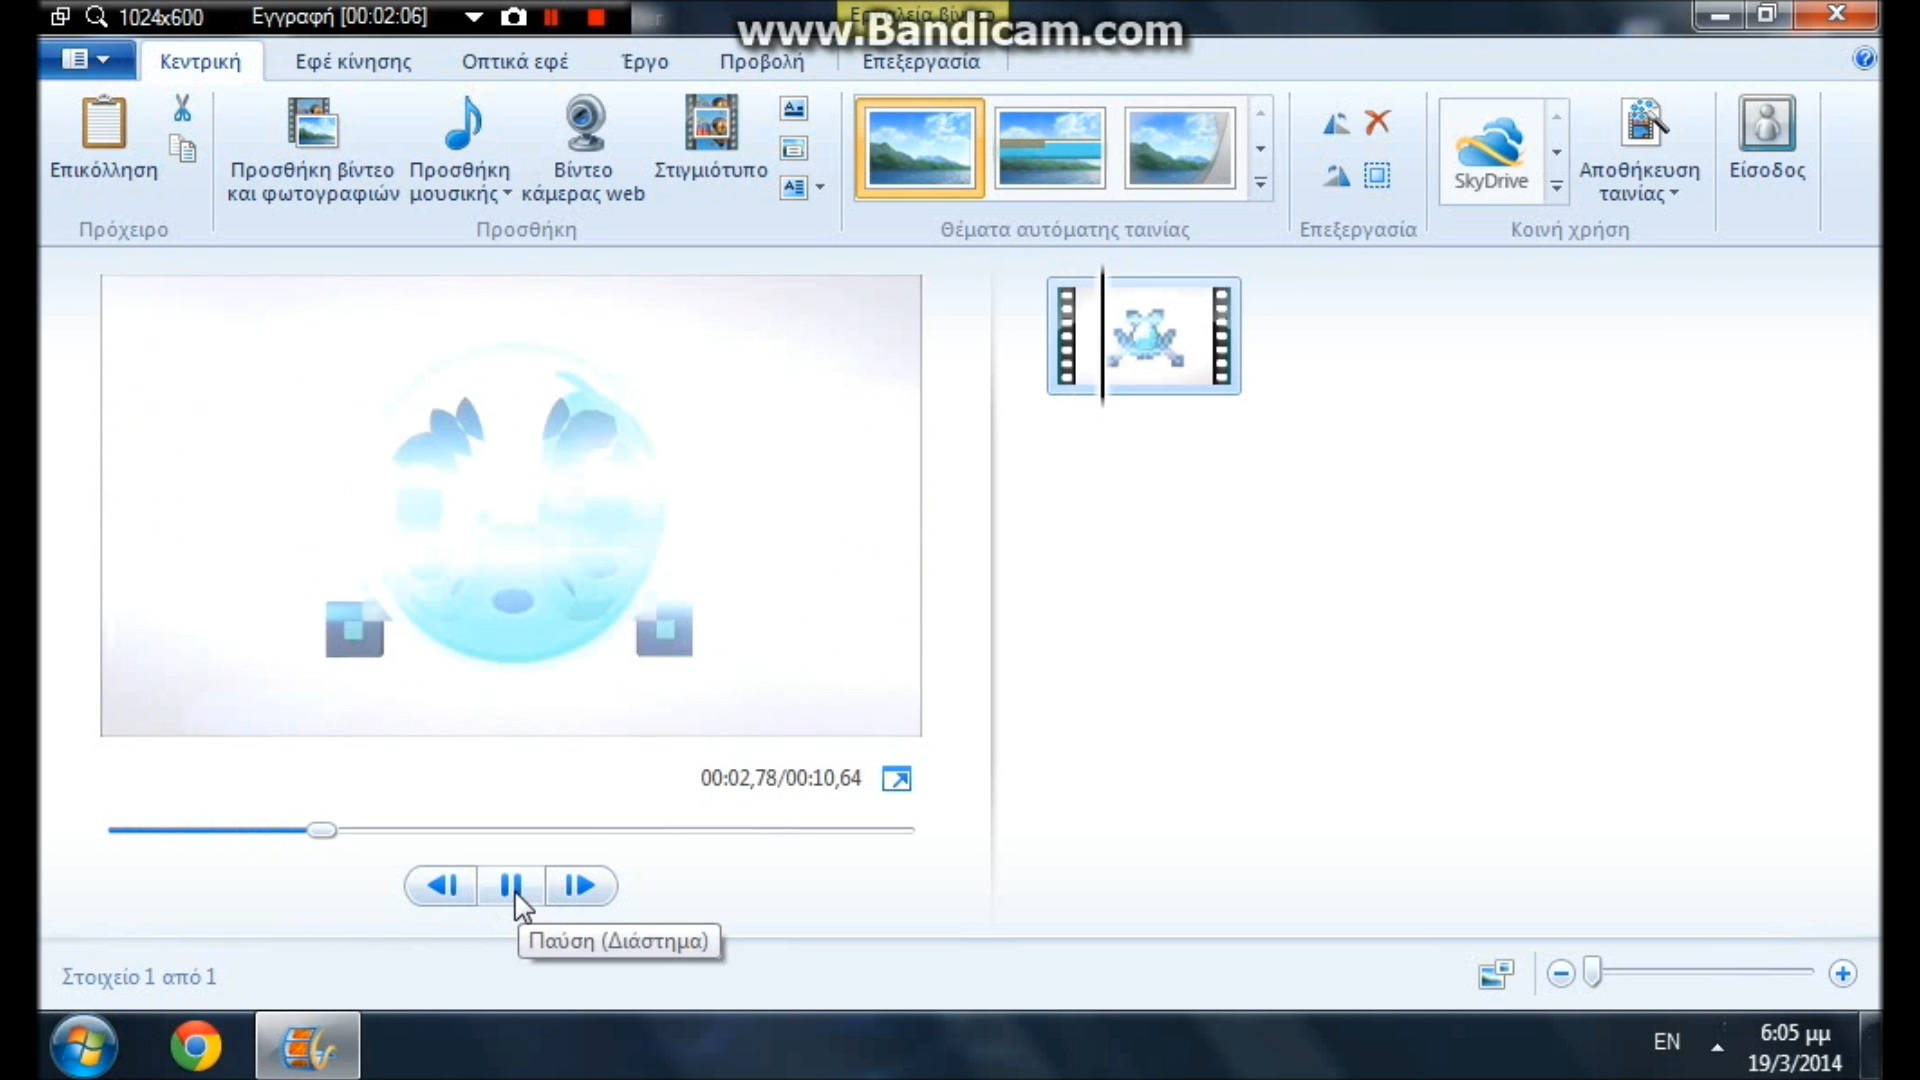 1024x600 Εγγραφή [00:02:06]
Εργαλεία βίντεο
www.Bandicam.com
Κεντρική Εφέ κίνησης Οπτικά εφέ Έργο Προβολή Επεξεργασία
Επικόλληση
Προσθήκη βίντεο και φωτογραφιών
Προσθήκη μουσικής
Βίντεο κάμερας web
Στιγμιότυπο
SkyDrive
Αποθήκευση ταινίας
Είσοδος
Πρόχειρο Προσθήκη Θέματα αυτόματης ταινίας Επεξεργασία Κοινή χρήση
00:02,78/00:10,64
Παύση (Διάστημα)
Στοιχείο 1 από 1
EN
6:05 μμ
19/3/2014